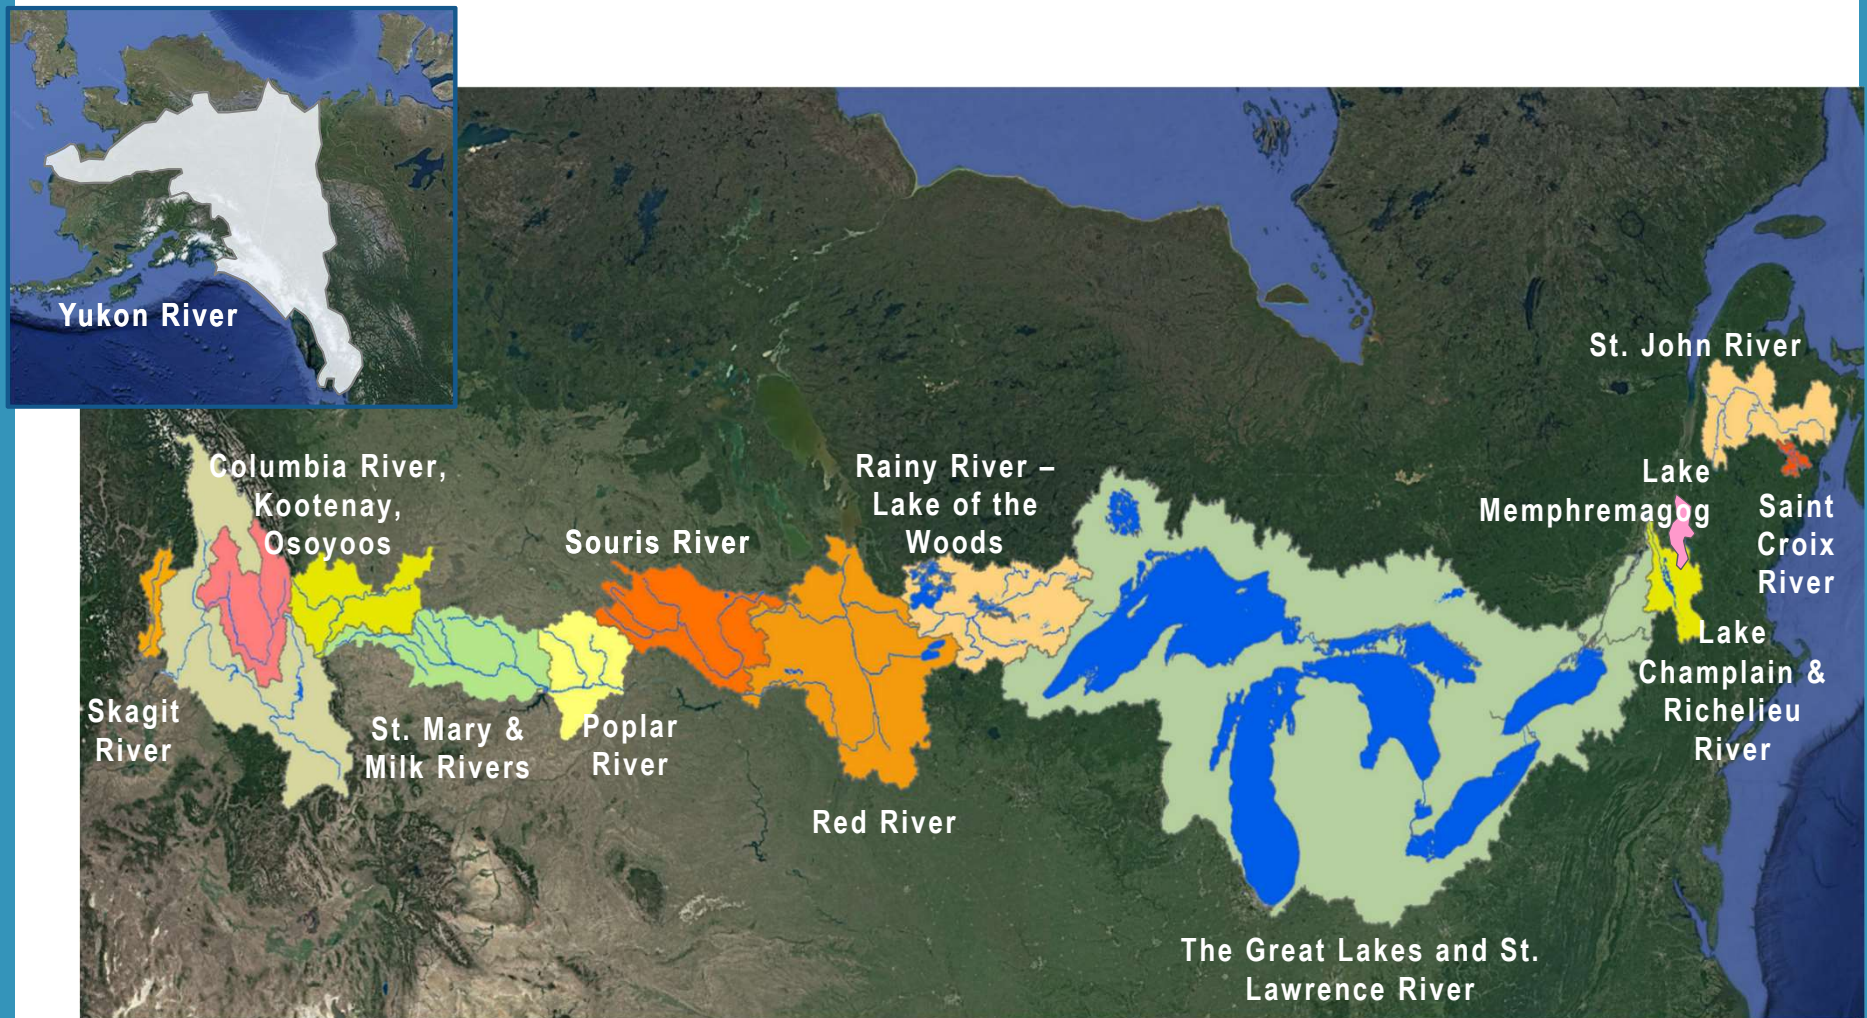 Yukon River
St. John River
Columbia River,
Kootenay,
Osoyoos
Rainy River –
Lake of the
Woods
Lake
Memphremagog
Saint
Croix
River
Souris River
Lake
Champlain &
Richelieu
River
Skagit
River
St. Mary &
Milk Rivers
Poplar
River
Red River
The Great Lakes and St.
Lawrence River